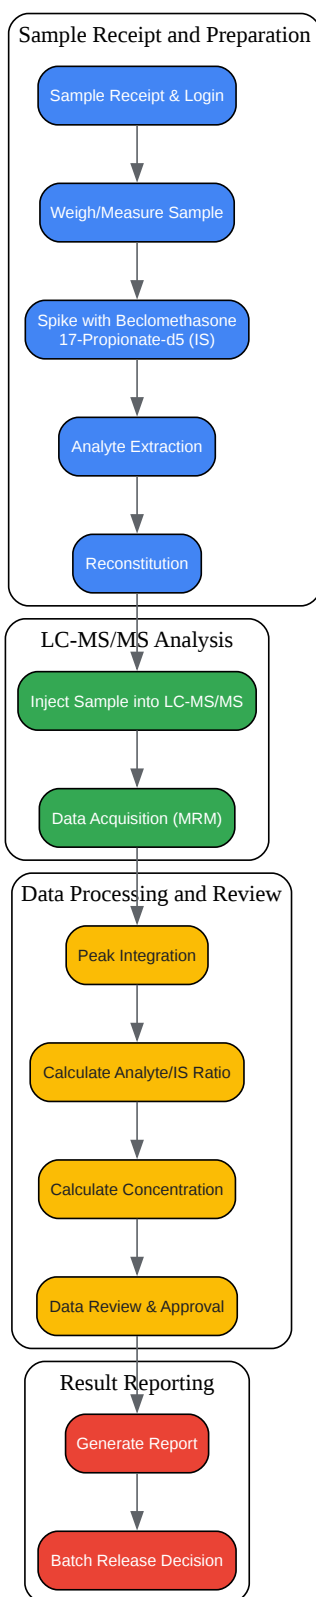 Sample Receipt and Preparation
Sample Receipt & Login
Weigh/Measure Sample
Spike with Beclomethasone
17-Propionate-d5 (IS)
Analyte Extraction
Reconstitution
LC-MS/MS Analysis
Inject Sample into LC-MS/MS
Data Acquisition (MRM)
Data Processing and Review
Peak Integration
Calculate Analyte/IS Ratio
Calculate Concentration
Data Review & Approval
Result Reporting
Generate Report
Batch Release Decision